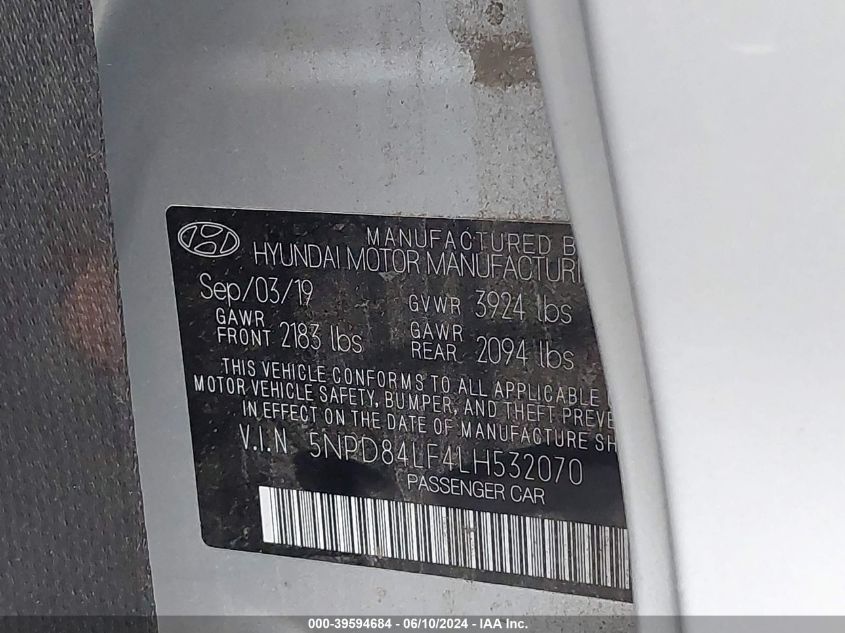 MANUFACTURED B
HYUNDAI MOTOR MANUFACTURI
Sep/03/19 GVWR 3924 lbs
GAWR FRONT 2183 lbs GAWR REAR 2094 lbs
THIS VEHICLE CONFORMS TO ALL APPLICABLE
MOTOR VEHICLE SAFETY, BUMPER, AND THEFT PREVE
IN EFFECT ON THE DATE OF MANUFACTURE SH
V.I.N 5NPD84LF4LH532070
PASSENGER CAR
000-39594684 - 06/10/2024 - IAA Inc.